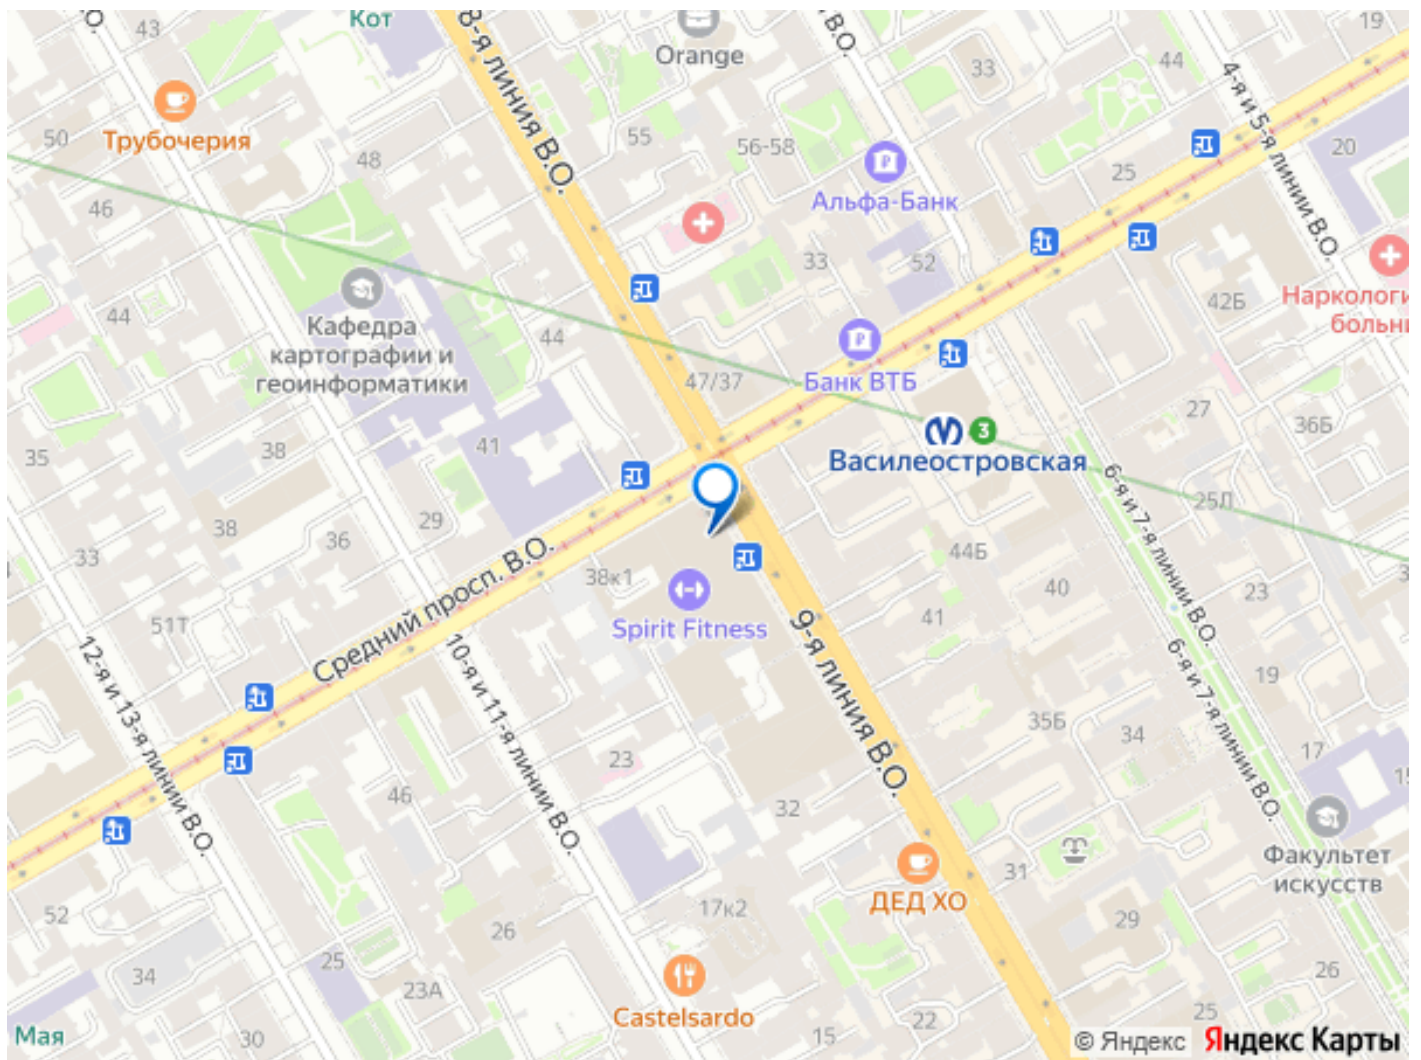 Кот
43
Orange
19
33
44
8-я линия В.О.
В.О.
4-я и 5-я линии В.О.
Трубочерия
50
55
56-58
20
48
25
46
Альфа-Банк
33
52
Наркологи
больн
42Б
44
44
Кафедра
картографии и
геоинформатики
47/37
Банк ВТБ
27
36Б
3
Василеостровская
35
38
41
6-я и 7-я линии В.О.
25Л
38
29
36
33
44Б
38к1
40
23
Средний просп. В.О.
51Т
41
Spirit Fitness
9-я линия В.О.
12-я и 13-я линии В.О.
10-я и 11-я линии В.О.
6-я и 7-я линии В.О.
19
35Б
34
17
23
46
32
15
31
Факультет
искусств
ДЕД ХО
52
17к2
29
26
25
34
23А
26
Castelsardo
22
25
15
30
Мая
© Яндекс
Яндекс Карты